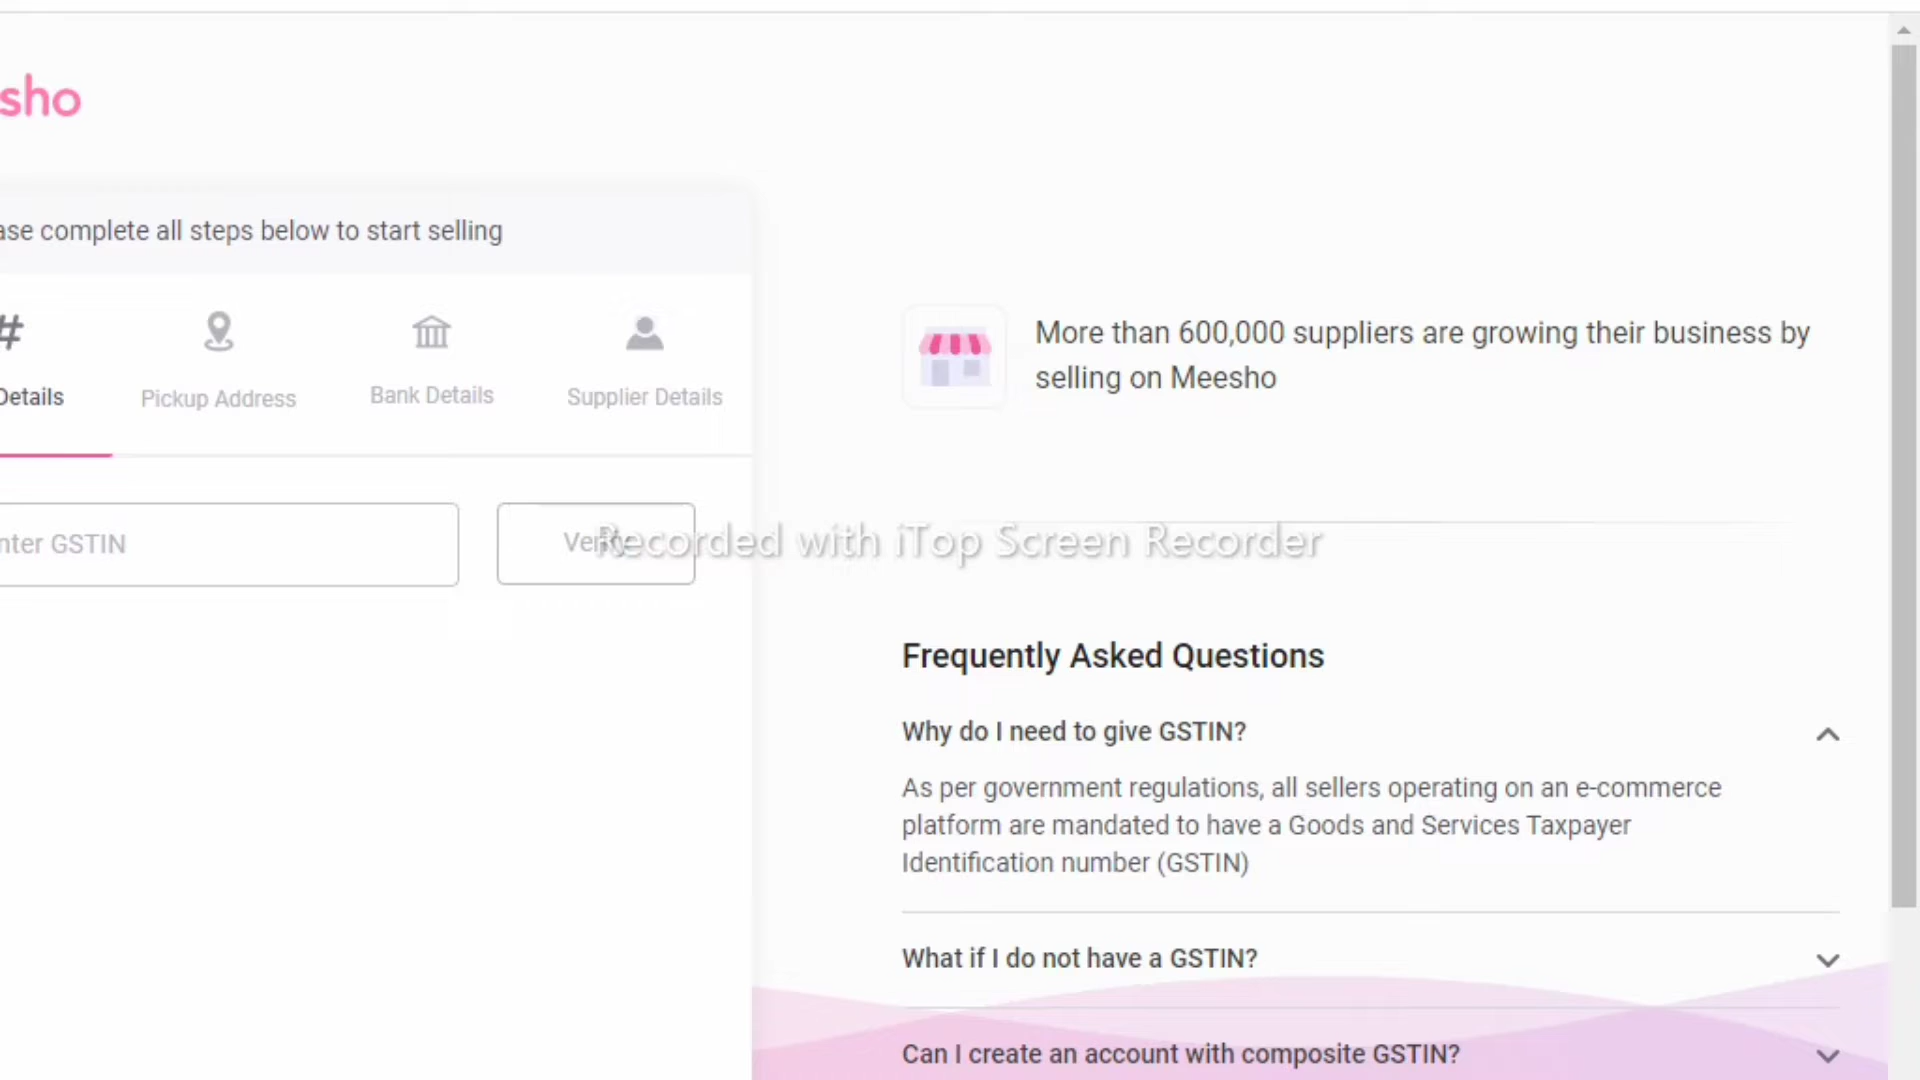 sho
ase complete all steps below to start selling
#
Details
Pickup Address
Bank Details
Supplier Details
nter GSTIN
Verify
Recorded with iTop Screen Recorder
More than 600,000 suppliers are growing their business by
selling on Meesho
Frequently Asked Questions
Why do I need to give GSTIN?
As per government regulations, all sellers operating on an e-commerce
platform are mandated to have a Goods and Services Taxpayer
Identification number (GSTIN)
What if I do not have a GSTIN?
Can I create an account with composite GSTIN?